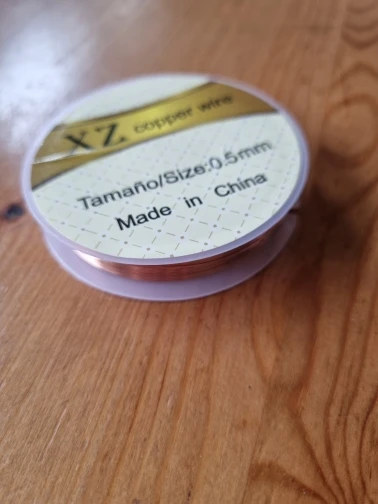 XZ copper wire
Tamaño/Size:0.5mm
Made in China